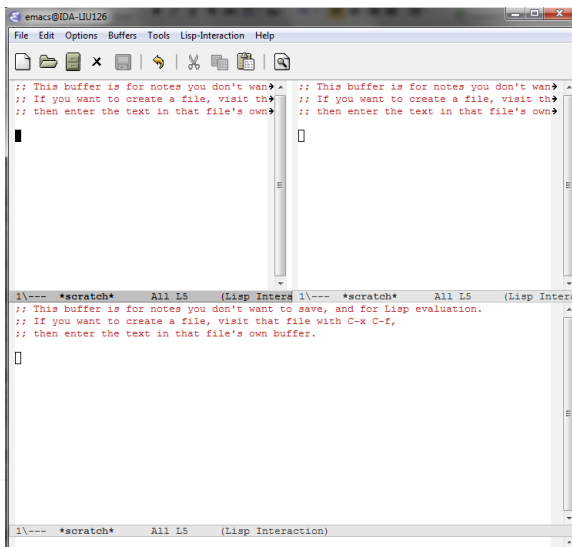 emacs@IDA-LIU126
File Edit Options Buffers Tools Lisp-Interaction Help
;; This buffer is for notes you don't wan
;; If you want to create a file, visit th
;; then enter the text in that file's own
1\--- *scratch* All L5 (Lisp Intera
;; This buffer is for notes you don't wan
;; If you want to create a file, visit th
;; then enter the text in that file's own
1\--- *scratch* All L5 (Lisp Intera
;; This buffer is for notes you don't want to save, and for Lisp evaluation.
;; If you want to create a file, visit that file with C-x C-f,
;; then enter the text in that file's own buffer.
1\--- *scratch* All L5 (Lisp Interaction)